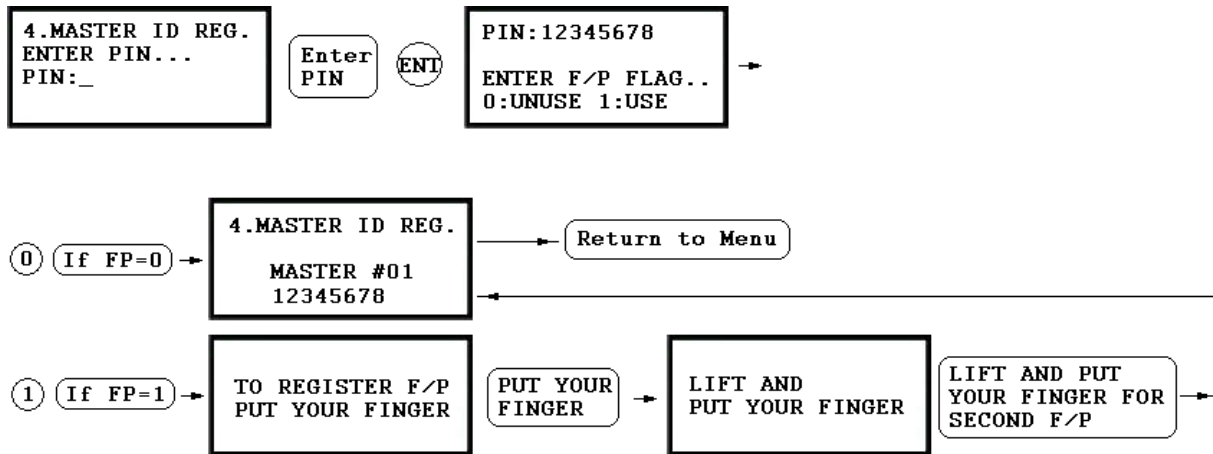 4.MASTER ID REG.
ENTER PIN...
PIN:_
Enter
PIN
ENT
PIN:12345678
ENTER F/P FLAG..
0:UNUSE 1:USE
0
If FP=0
4.MASTER ID REG.
MASTER #01
12345678
Return to Menu
1
If FP=1
TO REGISTER F/P
PUT YOUR FINGER
PUT YOUR
FINGER
LIFT AND
PUT YOUR FINGER
LIFT AND PUT
YOUR FINGER FOR
SECOND F/P